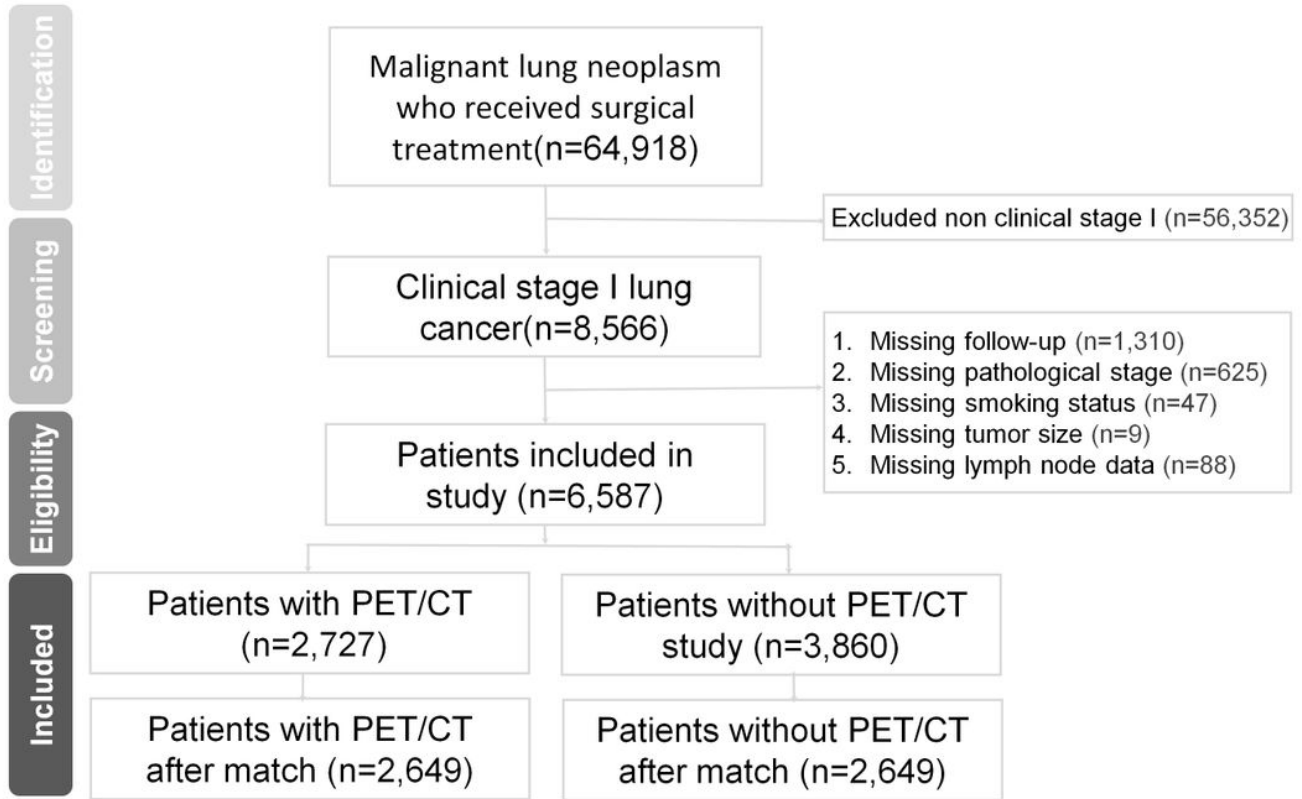 Identification
Malignant lung neoplasm
who received surgical
treatment(n=64,918)
Excluded non clinical stage I (n=56,352)
Screening
Clinical stage I lung
cancer(n=8,566)
1. Missing follow-up (n=1,310)
2. Missing pathological stage (n=625)
3. Missing smoking status (n=47)
4. Missing tumor size (n=9)
5. Missing lymph node data (n=88)
Eligibility
Patients included in
study (n=6,587)
Included
Patients with PET/CT
(n=2,727)
Patients without PET/CT
study (n=3,860)
Patients with PET/CT
after match (n=2,649)
Patients without PET/CT
after match (n=2,649)